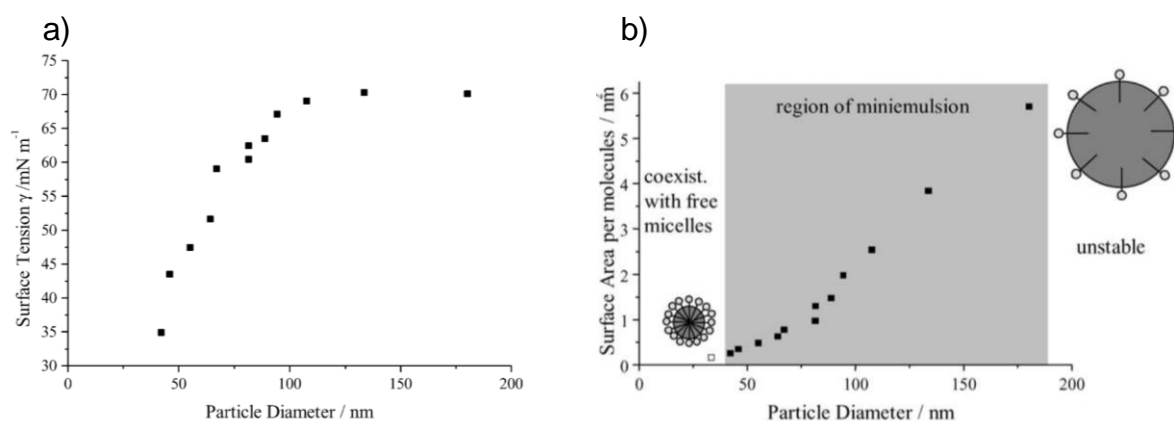 a)
75
70
65
60
55
50
45
40
35
30
0
50
100
150
200
Surface Tension γ /mN m⁻¹
Particle Diameter / nm
b)
6
5
4
3
2
1
0
0
50
100
150
200
Surface Area per molecules / nm²
Particle Diameter / nm
region of miniemulsion
coexist.
with free
micelles
unstable